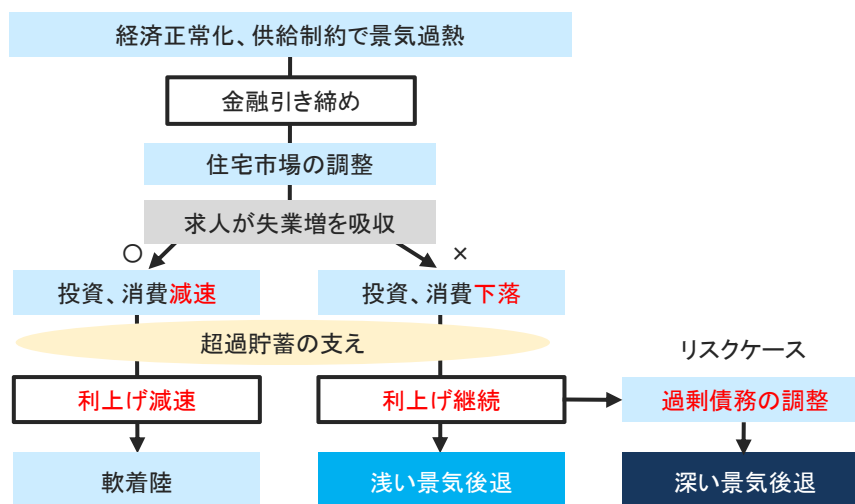 経済正常化、供給制約で景気過熱
金融引き締め
住宅市場の調整
求人が失業増を吸収
○
×
投資、消費減速
投資、消費下落
超過貯蓄の支え
リスクケース
利上げ減速
利上げ継続
過剰債務の調整
軟着陸
浅い景気後退
深い景気後退